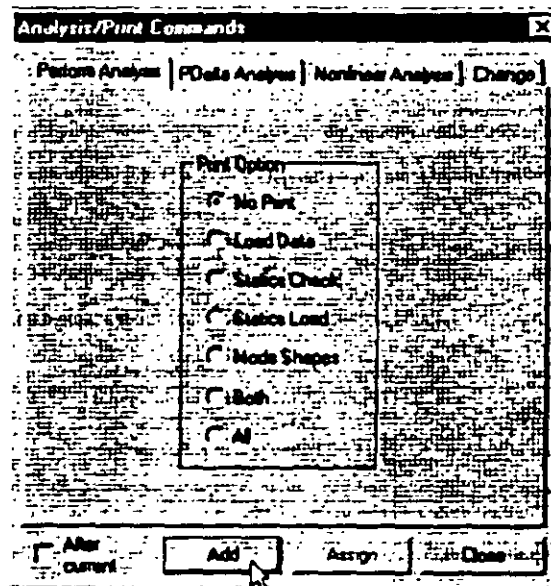 Analysis/Print Commands
Perform Analysis PDelta Analysis Nonlinear Analysis Change
Print Option
No Print
Load Data
Statics Check
Statics Load
Mode Shapes
Both
All
After current
Add
Assign
Close